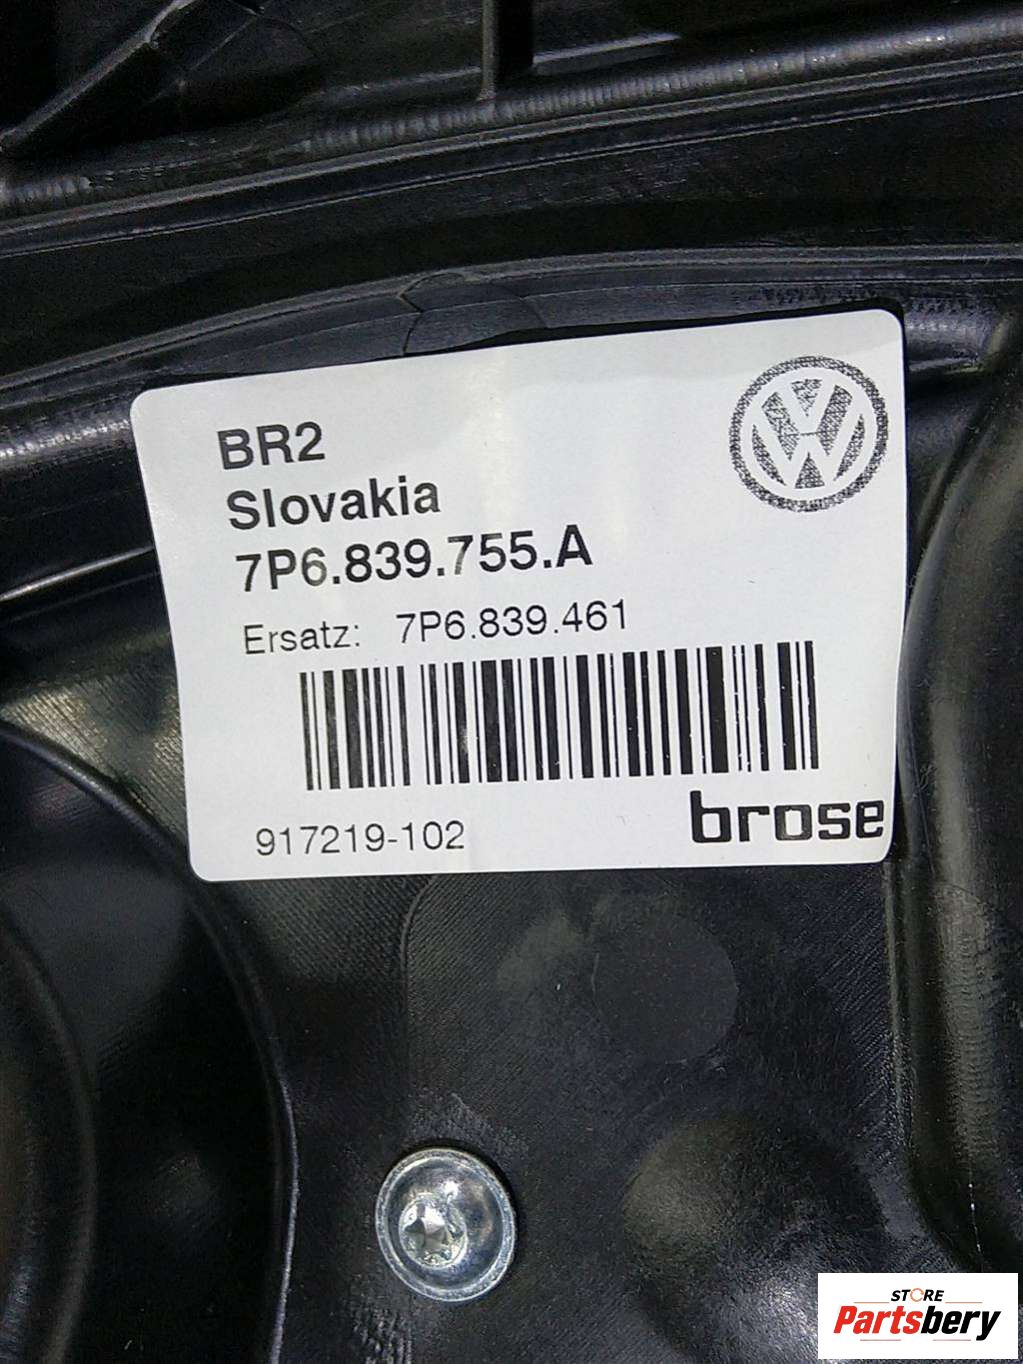 BR2
Slovakia
7P6.839.755.A
Ersatz: 7P6.839.461
917219-102
brose
STORE
Partsbery